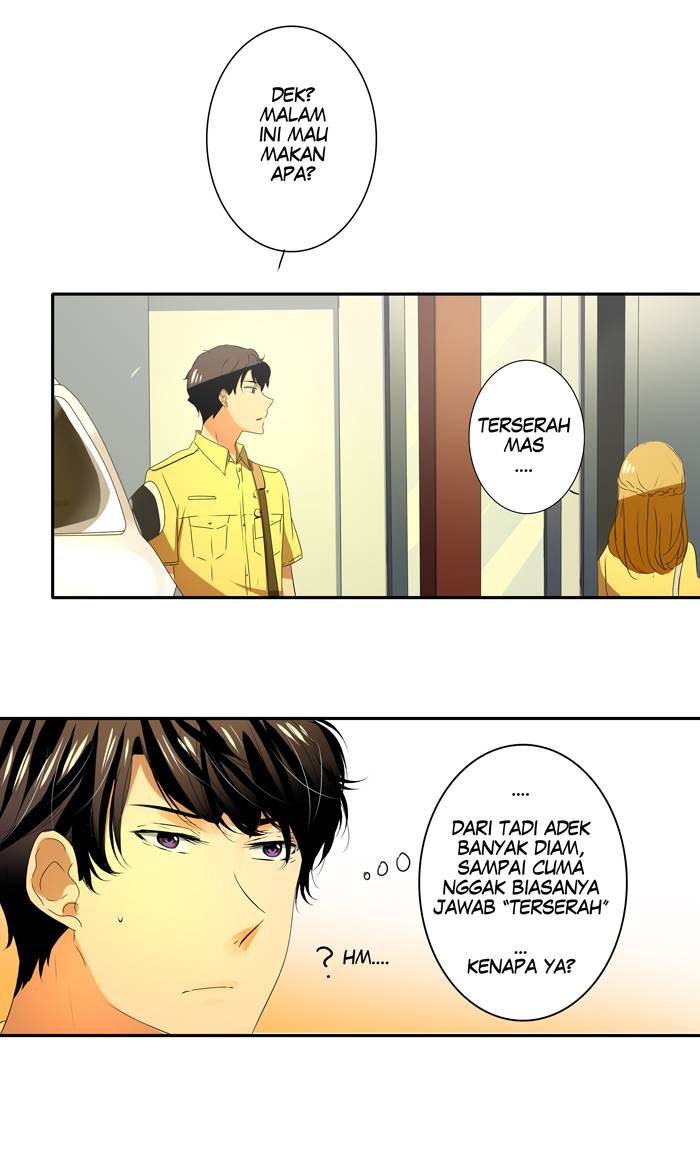 DEK?
MALAM
INI MAU
MAKAN
APA?
TERSERAH
MAS
....
....
DARI TADI ADEK
BANYAK DIAM,
SAMPAI CUMA
NGGAK BIASANYA
JAWAB "TERSERAH"
...
KENAPA YA?
? HM....